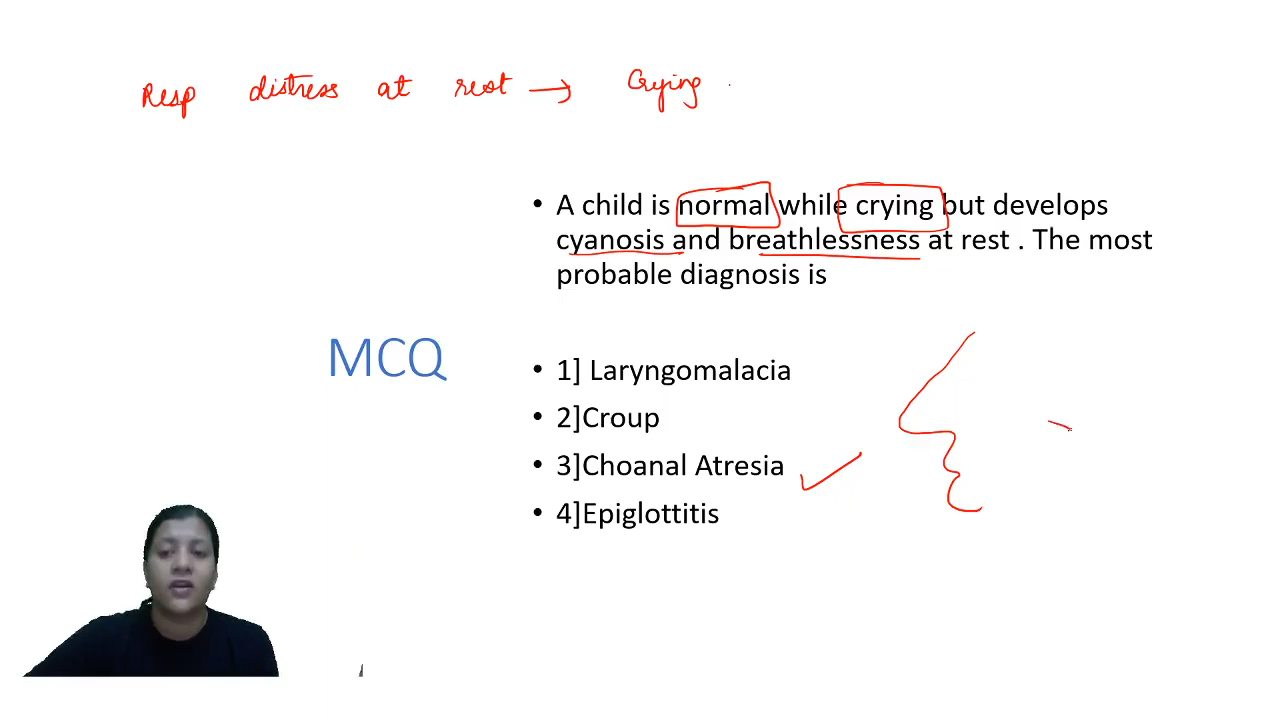 Resp distress at rest → Crying
• A child is normal while crying but develops
cyanosis and breathlessness at rest . The most
probable diagnosis is
MCQ
• 1] Laryngomalacia
• 2]Croup
• 3]Choanal Atresia
• 4]Epiglottitis